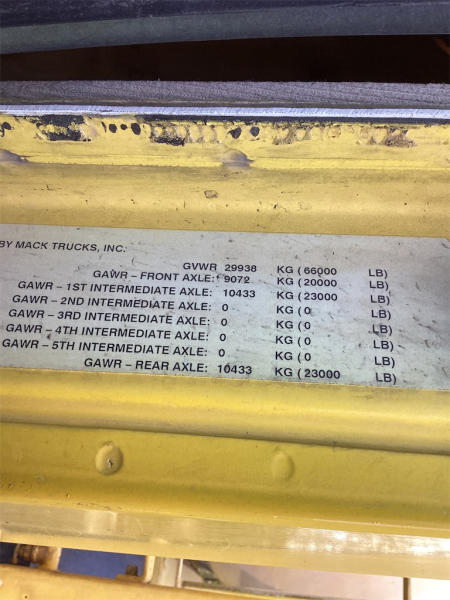 BY MACK TRUCKS, INC.
GVWR 29938 KG ( 66000 LB)
GAWR – FRONT AXLE: 9072 KG ( 20000 LB)
GAWR – 1ST INTERMEDIATE AXLE: 10433 KG ( 23000 LB)
GAWR – 2ND INTERMEDIATE AXLE: 0 KG ( 0 LB)
GAWR – 3RD INTERMEDIATE AXLE: 0 KG ( 0 LB)
GAWR – 4TH INTERMEDIATE AXLE: 0 KG ( 0 LB)
GAWR – 5TH INTERMEDIATE AXLE: 0 KG ( 0 LB)
GAWR – REAR AXLE: 10433 KG ( 23000 LB)